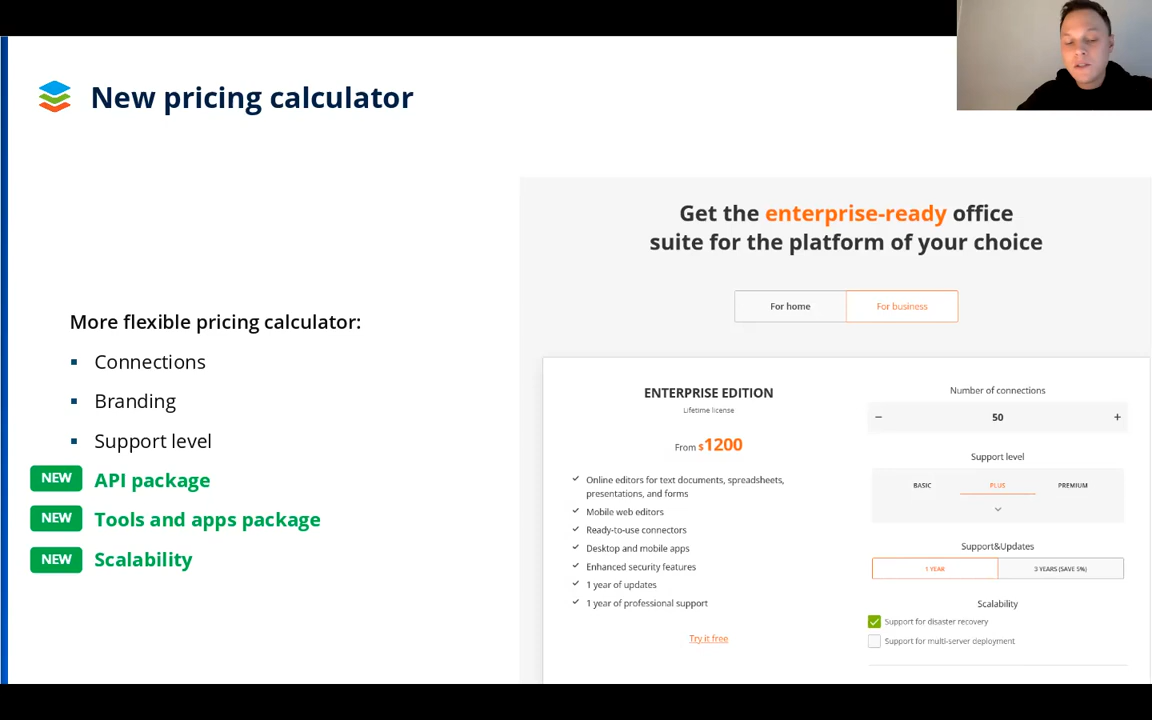 New pricing calculator
More flexible pricing calculator:
Connections
Branding
Support level
NEW API package
NEW Tools and apps package
NEW Scalability
Get the enterprise-ready office
suite for the platform of your choice
For home For business
ENTERPRISE EDITION
Lifetime license
From $1200
Online editors for text documents, spreadsheets,
presentations, and forms
Mobile web editors
Ready-to-use connectors
Desktop and mobile apps
Enhanced security features
1 year of updates
1 year of professional support
Try it free
Number of connections
− 50 +
Support level
BASIC PLUS PREMIUM
Support&Updates
1 YEAR 3 YEARS (SAVE 5%)
Scalability
Support for disaster recovery
Support for multi-server deployment